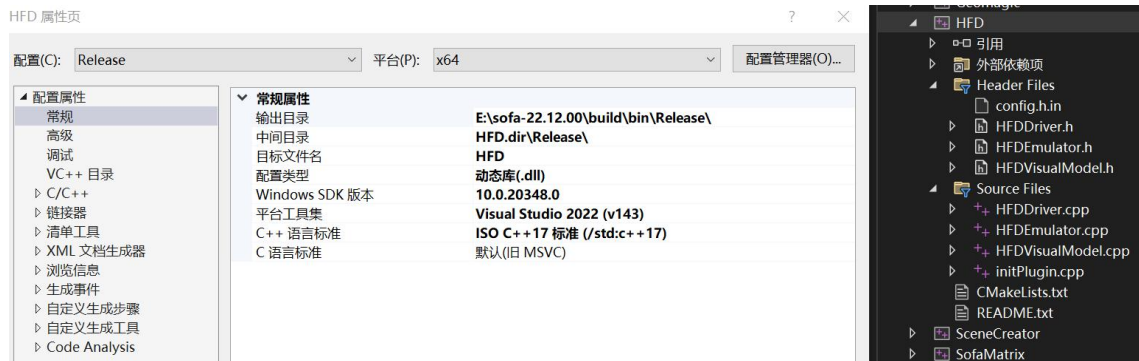 HFD 属性页
配置(C): Release 平台(P): x64 配置管理器(O)...
配置属性
常规
高级
调试
VC++ 目录
C/C++
链接器
清单工具
XML 文档生成器
浏览信息
生成事件
自定义生成步骤
自定义生成工具
Code Analysis
常规属性
输出目录 E:\sofa-22.12.00\build\bin\Release\
中间目录 HFD.dir\Release\
目标文件名 HFD
配置类型 动态库(.dll)
Windows SDK 版本 10.0.20348.0
平台工具集 Visual Studio 2022 (v143)
C++ 语言标准 ISO C++17 标准 (/std:c++17)
C 语言标准 默认(旧 MSVC)
HFD
引用
外部依赖项
Header Files
config.h.in
HFDDriver.h
HFDEmulator.h
HFDVisualModel.h
Source Files
HFDDriver.cpp
HFDEmulator.cpp
HFDVisualModel.cpp
initPlugin.cpp
CMakeLists.txt
README.txt
SceneCreator
SofaMatrix